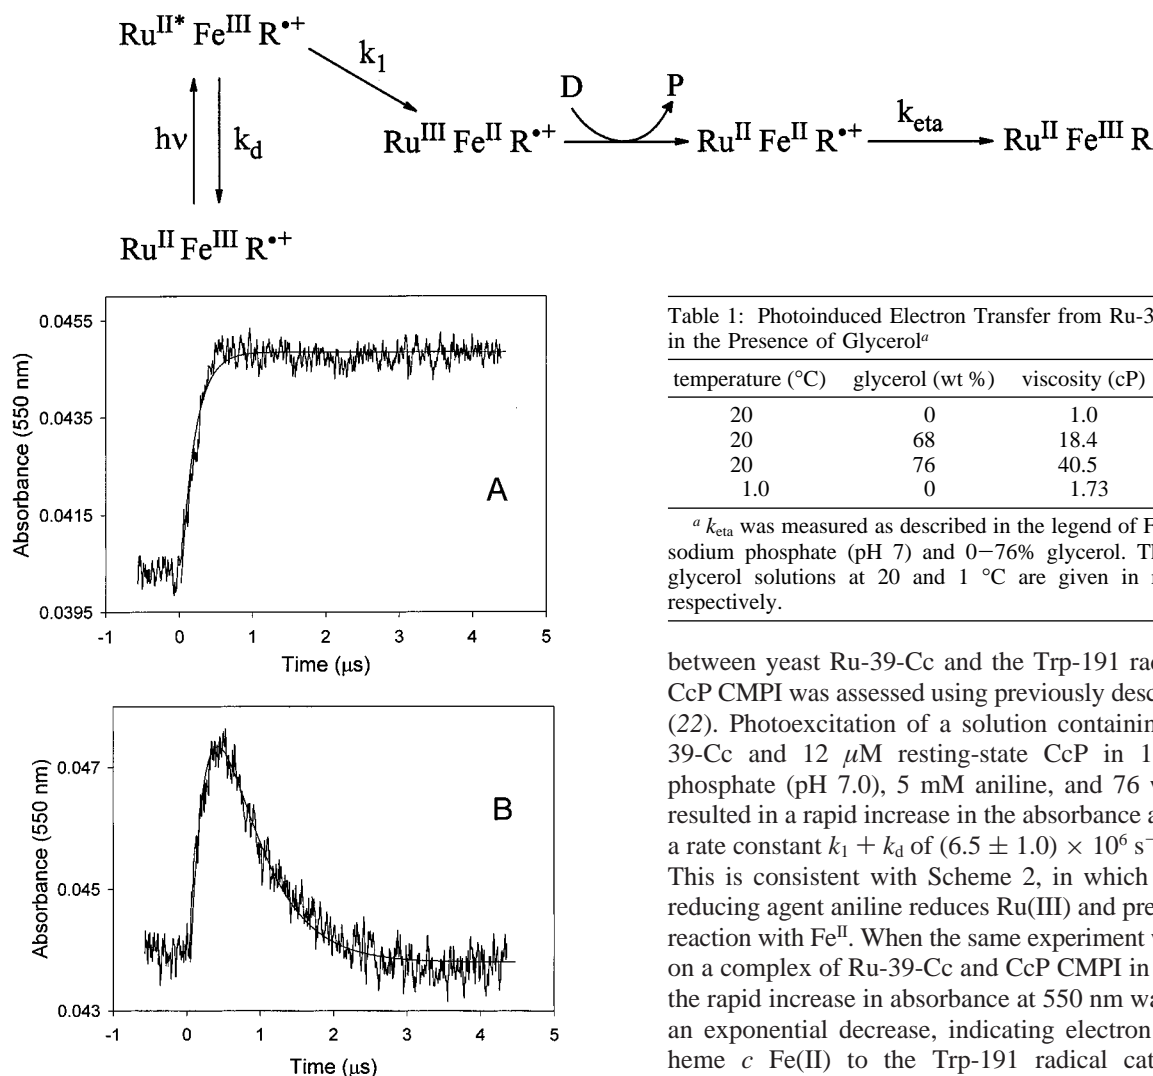 Ru^II* Fe^III R^•+
k_1
hν
k_d
D
P
Ru^III Fe^II R^•+
Ru^II Fe^II R^•+
k_eta
Ru^II Fe^III R
Ru^II Fe^III R^•+
0.0455
0.0435
0.0415
0.0395
Absorbance (550 nm)
A
-1 0 1 2 3 4 5
Time (μs)
0.047
0.045
0.043
Absorbance (550 nm)
B
-1 0 1 2 3 4 5
Time (μs)
Table 1: Photoinduced Electron Transfer from Ru-3
in the Presence of Glycerol^a
temperature (°C) glycerol (wt %) viscosity (cP)
20 0 1.0
20 68 18.4
20 76 40.5
1.0 0 1.73
^a k_eta was measured as described in the legend of F
sodium phosphate (pH 7) and 0−76% glycerol. Th
glycerol solutions at 20 and 1 °C are given in
respectively.
between yeast Ru-39-Cc and the Trp-191 rad
CcP CMPI was assessed using previously desc
(22). Photoexcitation of a solution containin
39-Cc and 12 μM resting-state CcP in 1
phosphate (pH 7.0), 5 mM aniline, and 76 w
resulted in a rapid increase in the absorbance a
a rate constant k_1 + k_d of (6.5 ± 1.0) × 10^6 s^−
This is consistent with Scheme 2, in which
reducing agent aniline reduces Ru(III) and pre
reaction with Fe^II. When the same experiment w
on a complex of Ru-39-Cc and CcP CMPI in
the rapid increase in absorbance at 550 nm wa
an exponential decrease, indicating electron
heme c Fe(II) to the Trp-191 radical cat